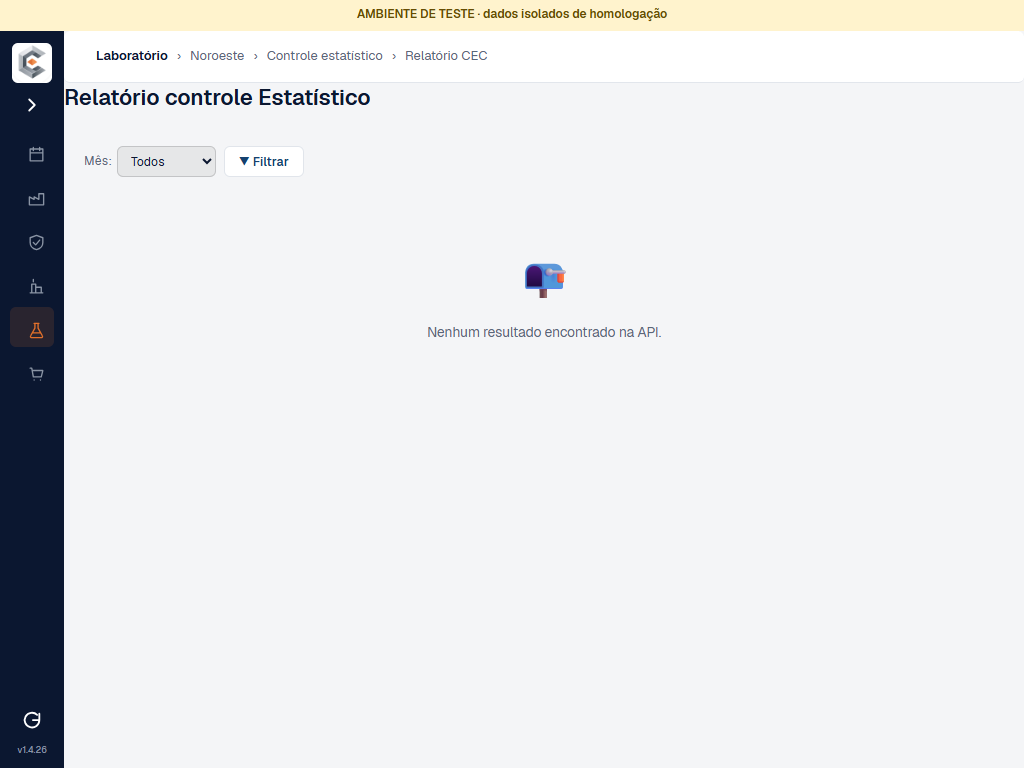 AMBIENTE DE TESTE · dados isolados de homologação
Laboratório › Noroeste › Controle estatístico › Relatório CEC
Relatório controle Estatístico
Mês: Todos ▼ Filtrar
Nenhum resultado encontrado na API.
v1.4.26